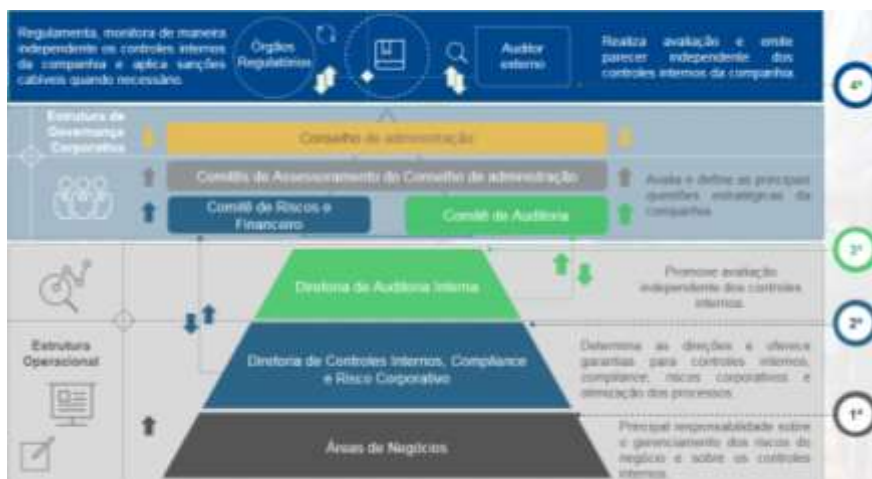 Regulamenta, monitora de maneira
independente os controles internos
da companhia e aplica sanções
cabíveis quando necessário.
Órgãos
Regulatórios
Auditor
externo
Realiza avaliação e emite
parecer independente dos
controles internos da companhia
4º
Estrutura de
Governança
Corporativa
Conselho de administração
Comitês de Assessoramento do Conselho de administração
Comitê de Riscos e
Financeiro
Comitê de Auditoria
Avalia e define as principais
questões estratégicas da
companhia
3ª
Diretoria de Auditoria Interna
Promove avaliação
independente dos controles
internos.
2ª
Estrutura
Operacional
Diretoria de Controles Internos, Compliance
e Risco Corporativo
Determina as direções e oferece
garantias para controles internos,
compliance, riscos corporativos e
otimização dos processos
1ª
Áreas de Negócios
Principal responsabilidade sobre
o gerenciamento dos riscos do
negócio e sobre os controles
internos.